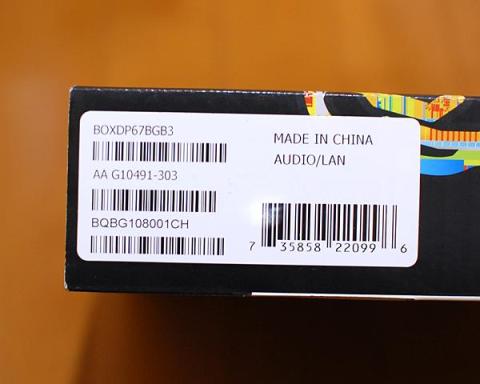 BOXDP67BGB3
AA G10491-303
BQBG108001CH
MADE IN CHINA
AUDIO/LAN
7 35858 22099 6